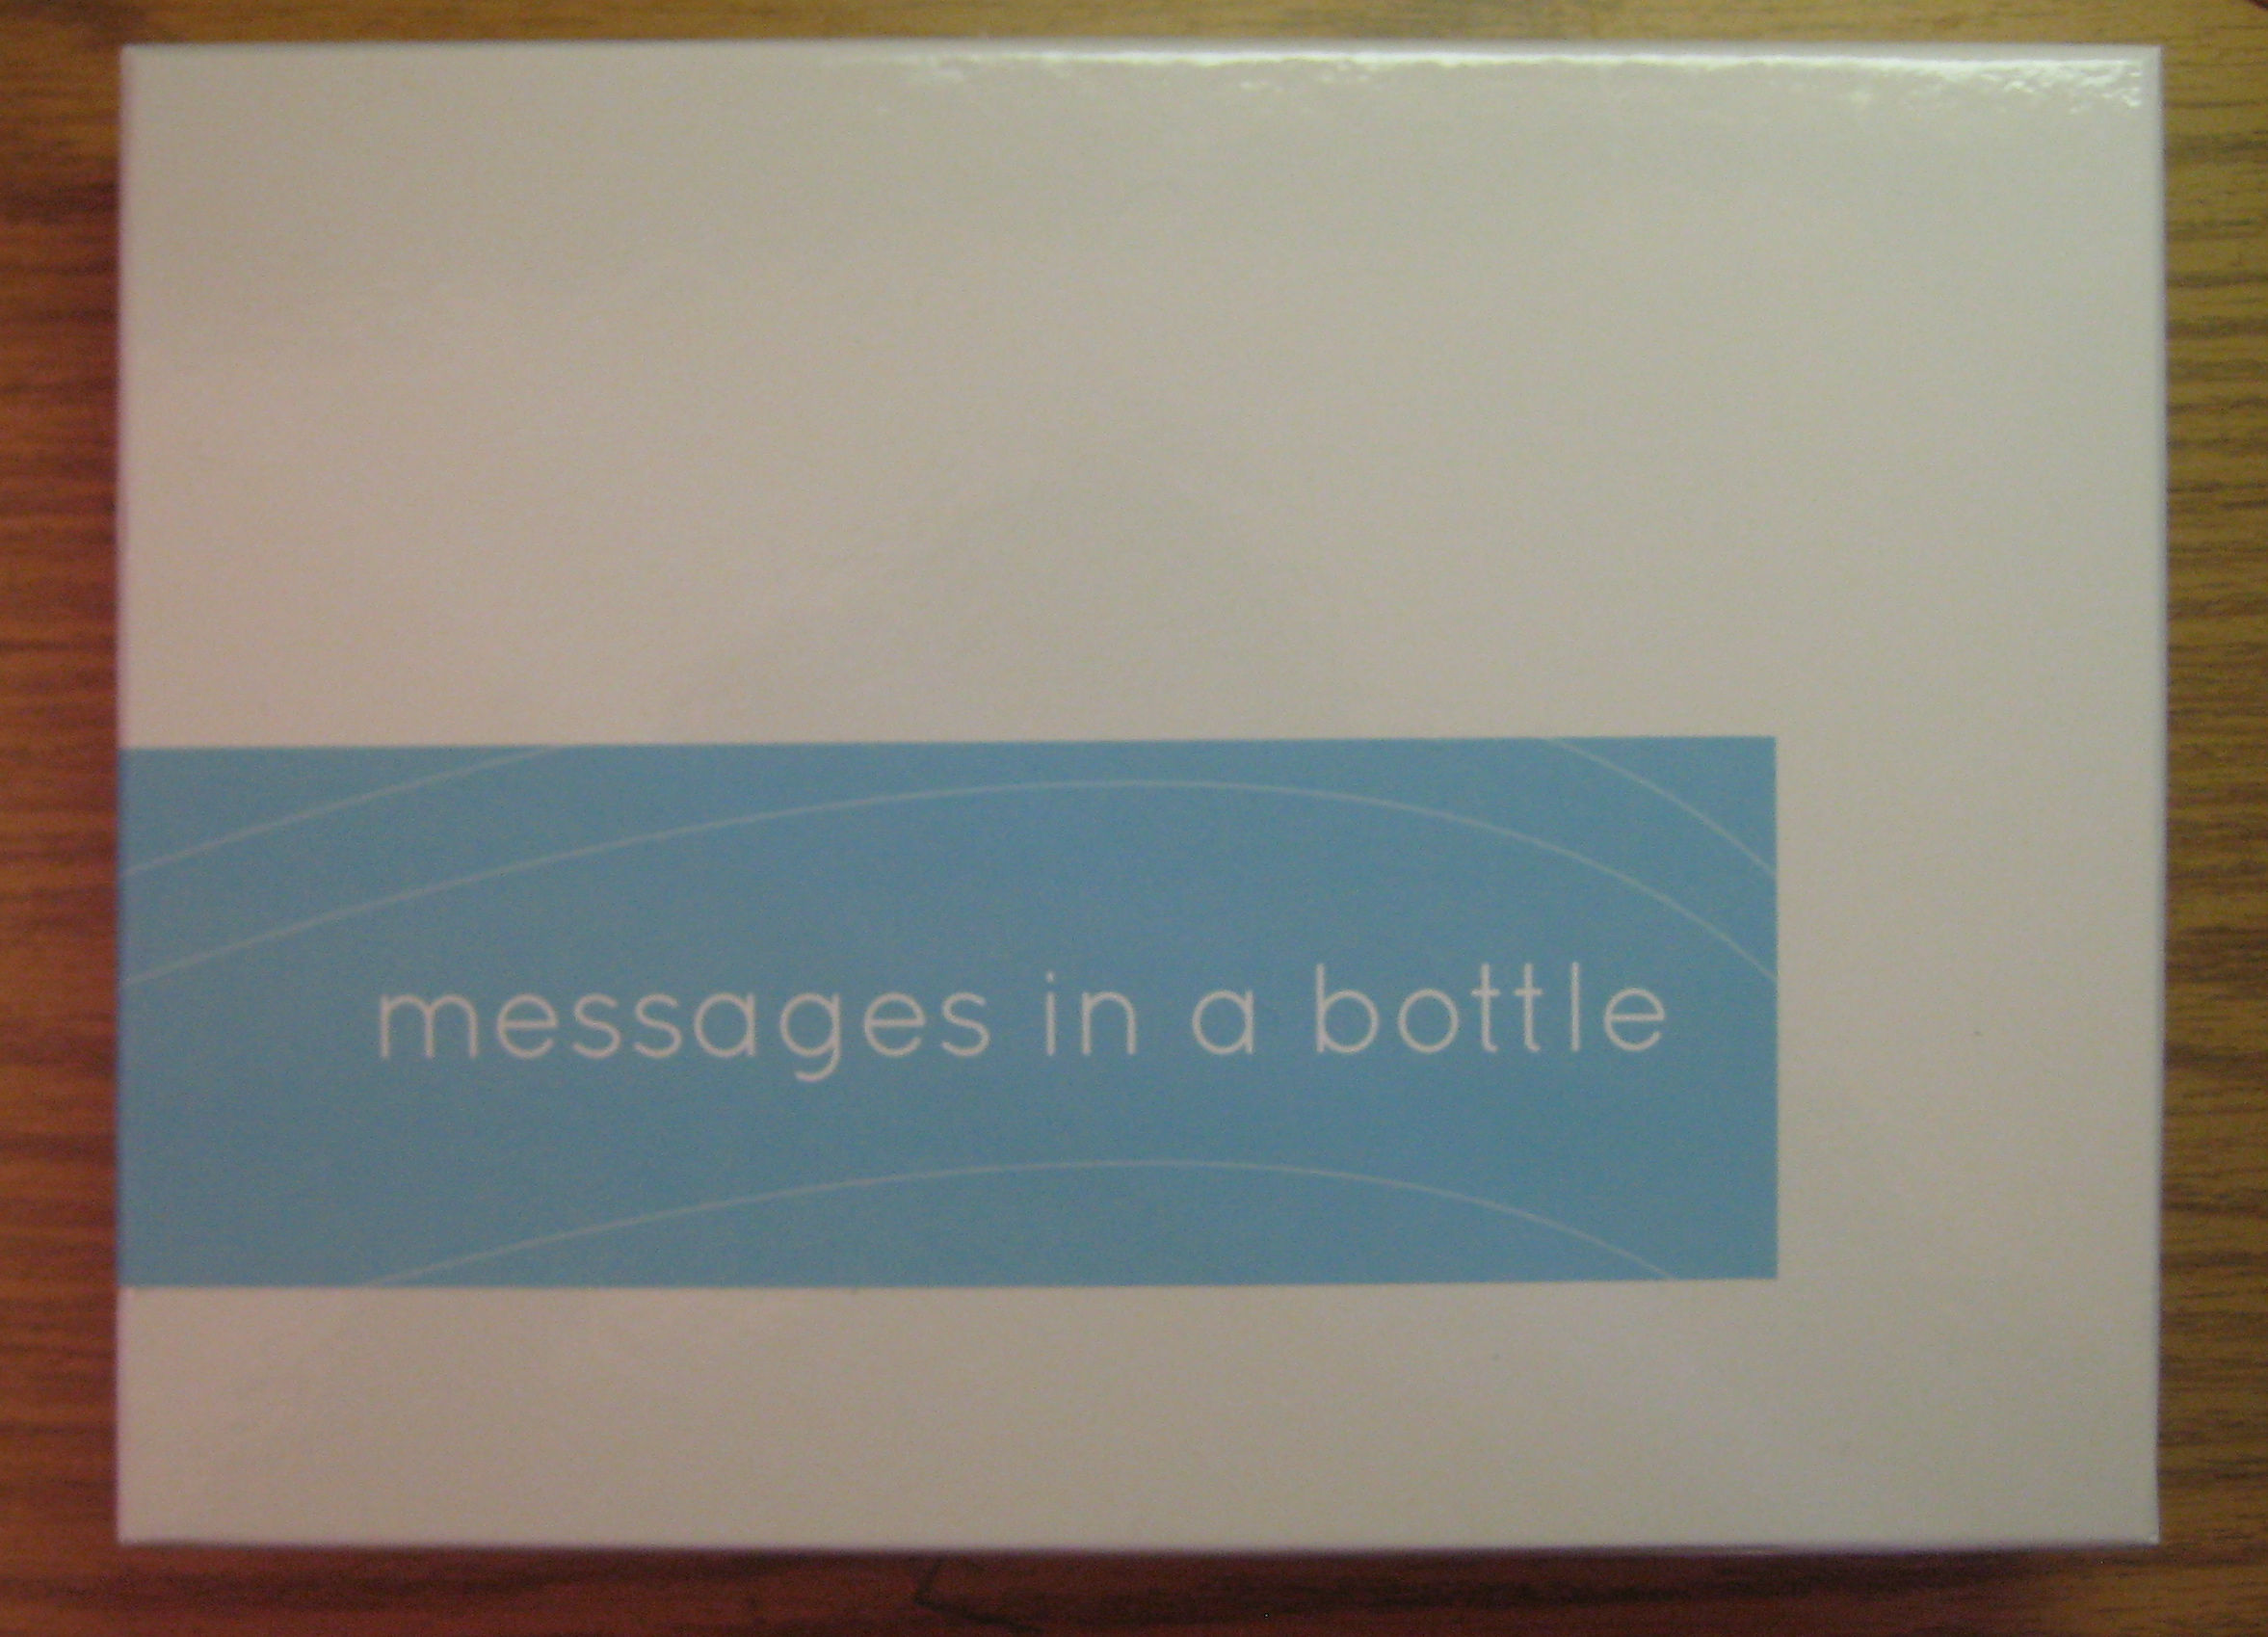 messages in a bottle